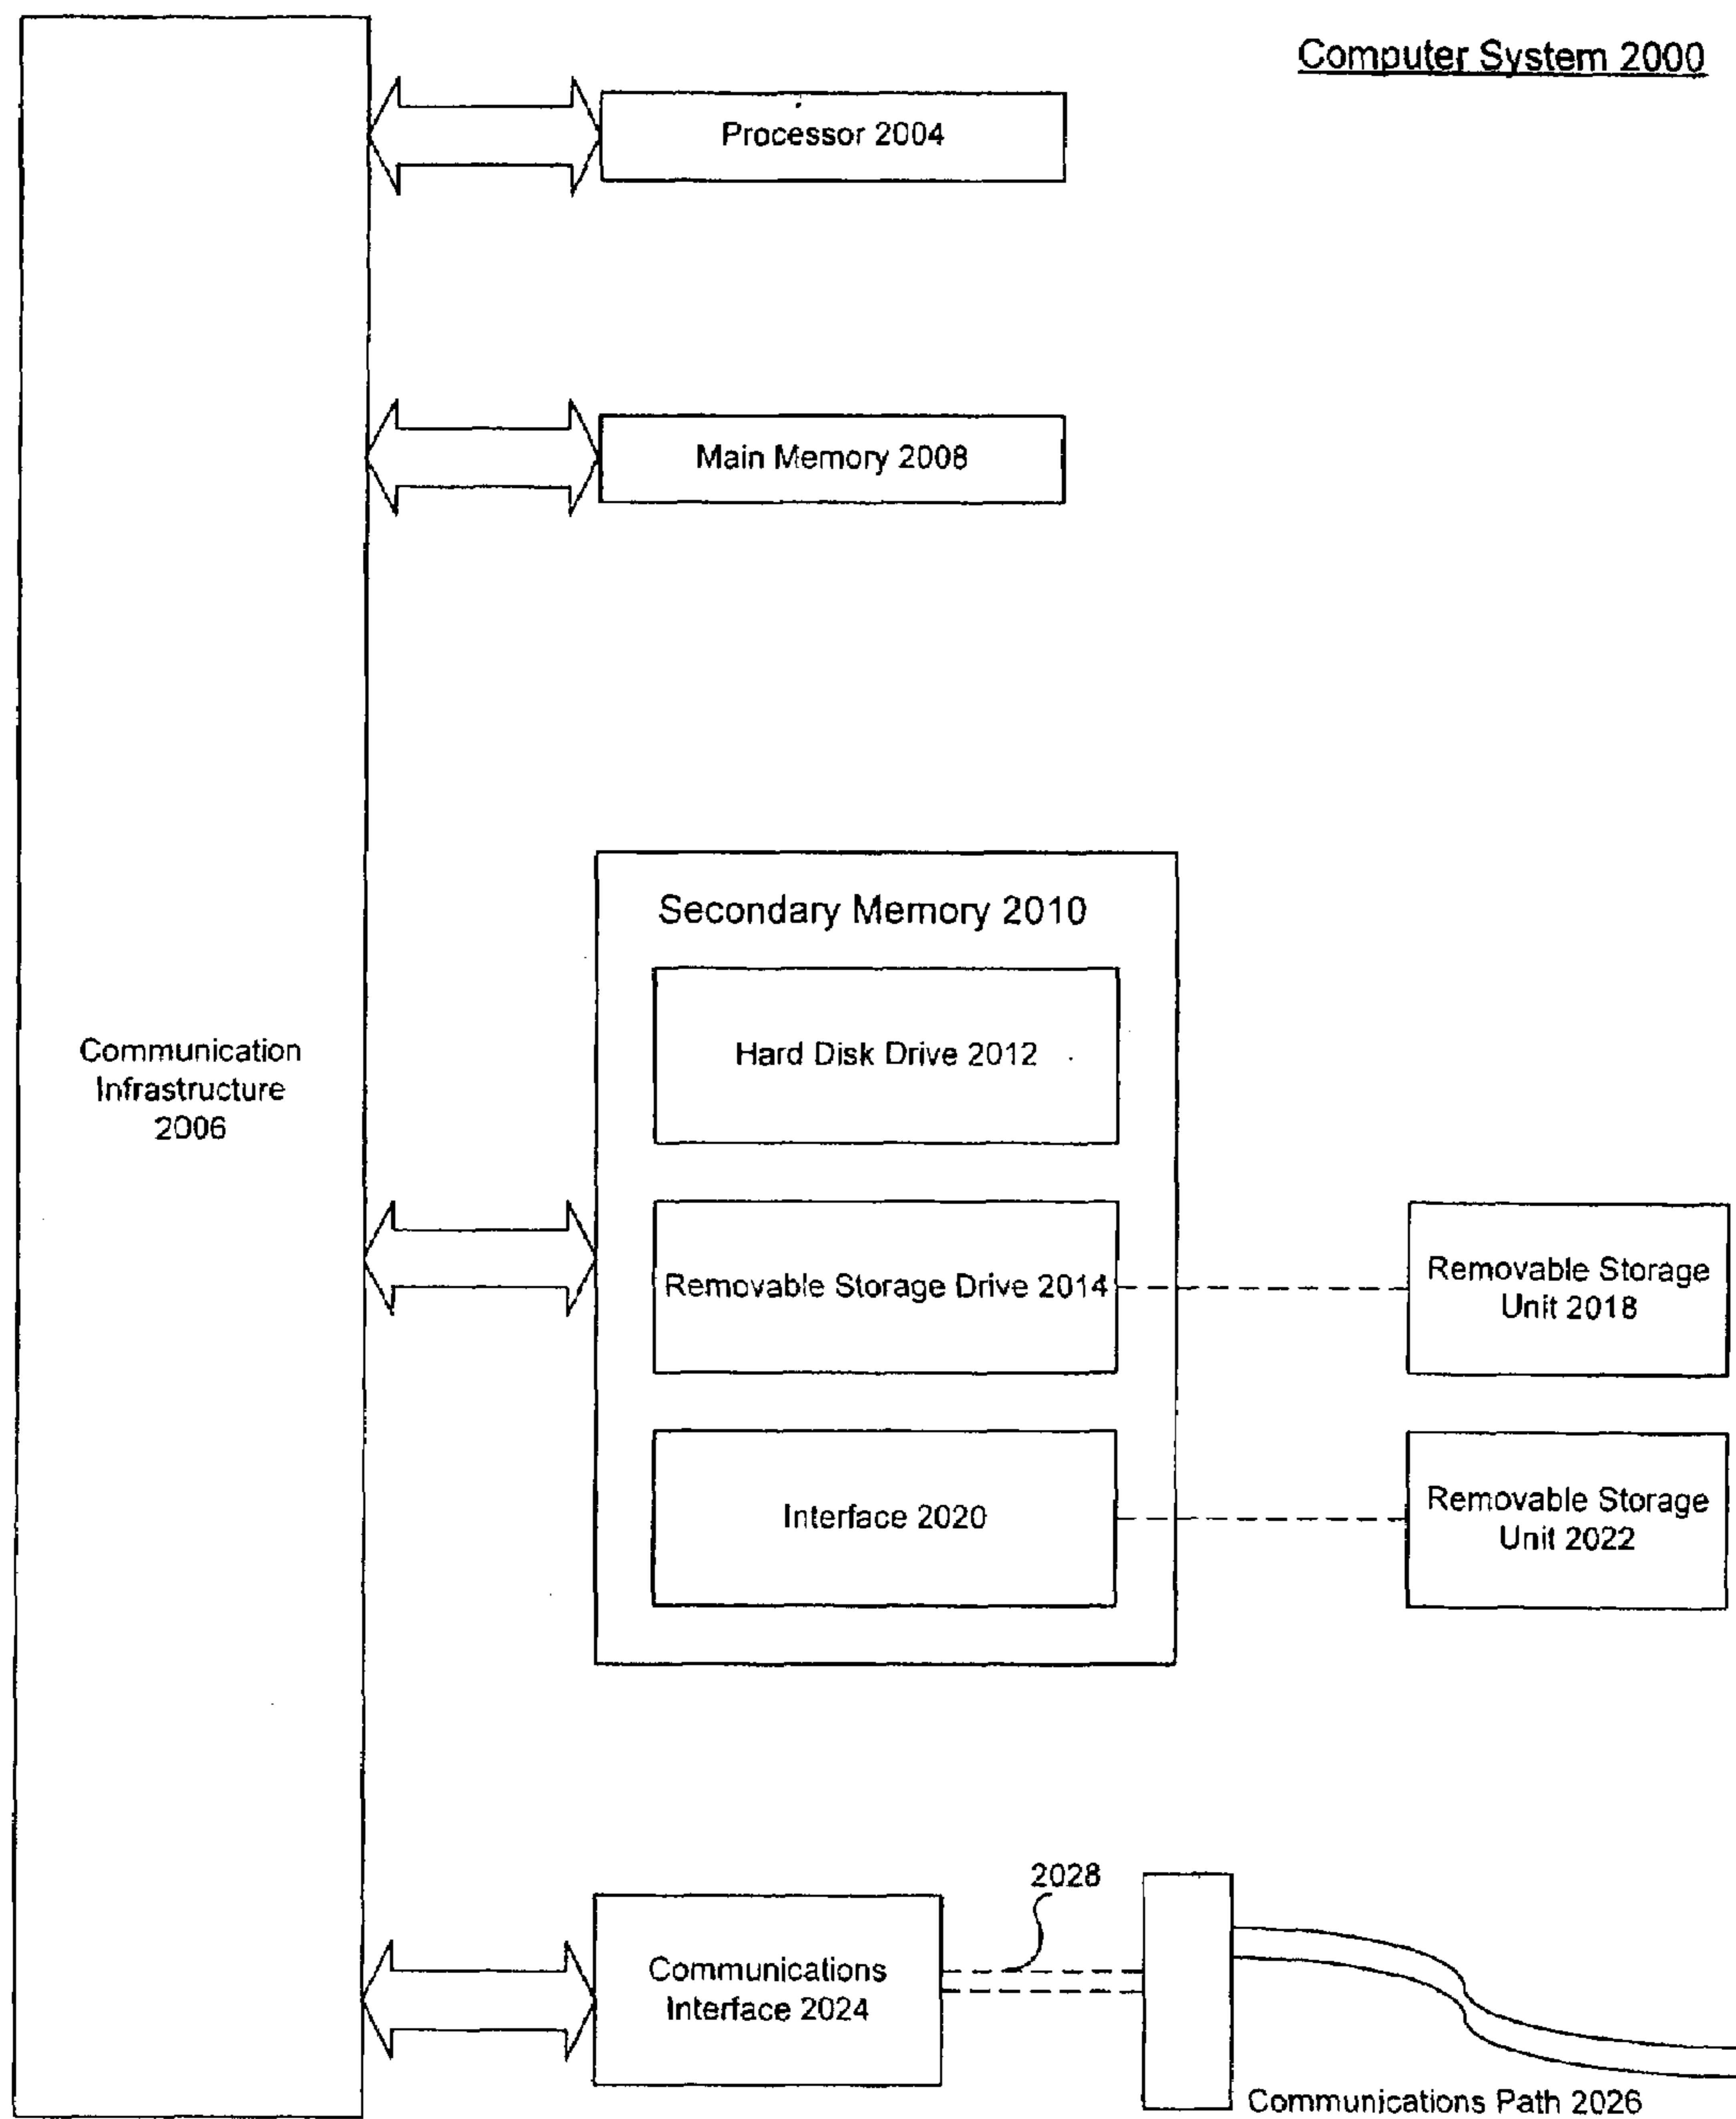 Computer System 2000
Processor 2004
Main Memory 2008
Secondary Memory 2010
Hard Disk Drive 2012
Communication
Infrastructure
2006
Removable Storage Drive 2014
Removable Storage
Unit 2018
Interface 2020
Removable Storage
Unit 2022
2028
Communications
Interface 2024
Communications Path 2026